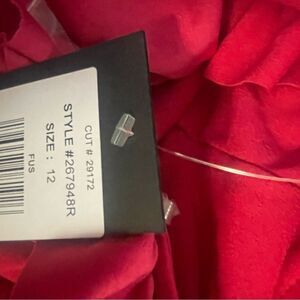 CUT # 29172
STYLE #267948R
SIZE : 12
FUS